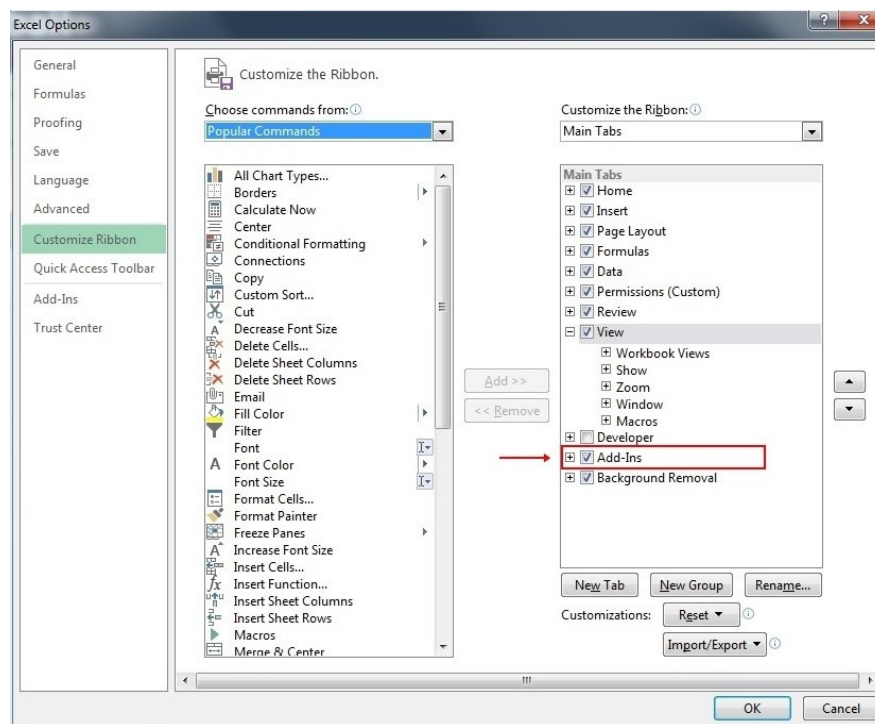 Excel Options
General
Formulas
Proofing
Save
Language
Advanced
Customize Ribbon
Quick Access Toolbar
Add-Ins
Trust Center
Customize the Ribbon.
Choose commands from:
Popular Commands
All Chart Types...
Borders
Calculate Now
Center
Conditional Formatting
Connections
Copy
Custom Sort...
Cut
Decrease Font Size
Delete Cells...
Delete Sheet Columns
Delete Sheet Rows
Email
Fill Color
Filter
Font
Font Color
Font Size
Format Cells...
Format Painter
Freeze Panes
Increase Font Size
Insert Cells...
Insert Function...
Insert Sheet Columns
Insert Sheet Rows
Macros
Merge & Center
Add >>
<< Remove
Customize the Ribbon:
Main Tabs
Main Tabs
Home
Insert
Page Layout
Formulas
Data
Permissions (Custom)
Review
View
Workbook Views
Show
Zoom
Window
Macros
Developer
Add-Ins
Background Removal
New Tab
New Group
Rename...
Customizations:
Reset
Import/Export
OK
Cancel